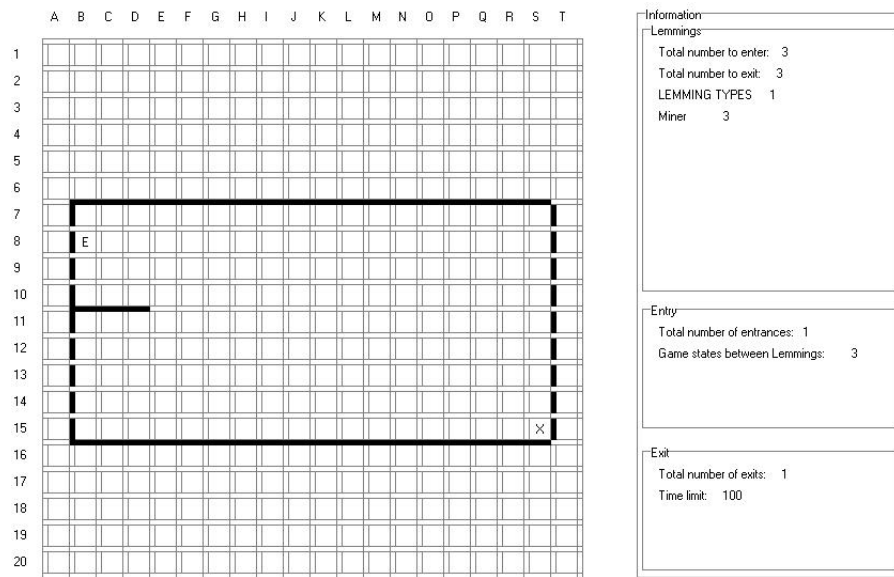 A B C D E F G H I J K L M N O P Q R S T
1
2
3
4
5
6
7
8 E
9
10
11
12
13
14
15 X
16
17
18
19
20
Information
Lemmings
Total number to enter: 3
Total number to exit: 3
LEMMING TYPES 1
Miner 3
Entry
Total number of entrances: 1
Game states between Lemmings: 3
Exit
Total number of exits: 1
Time limit: 100